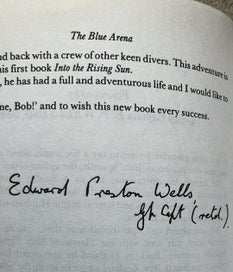 The Blue Arena
nd back with a crew of other keen divers. This adventure is
his first book Into the Rising Sun.
, he has had a full and adventurous life and I would like to
ne, Bob!' and to wish this new book every success.
Edward Preston Wells,
Gp Capt (retd).